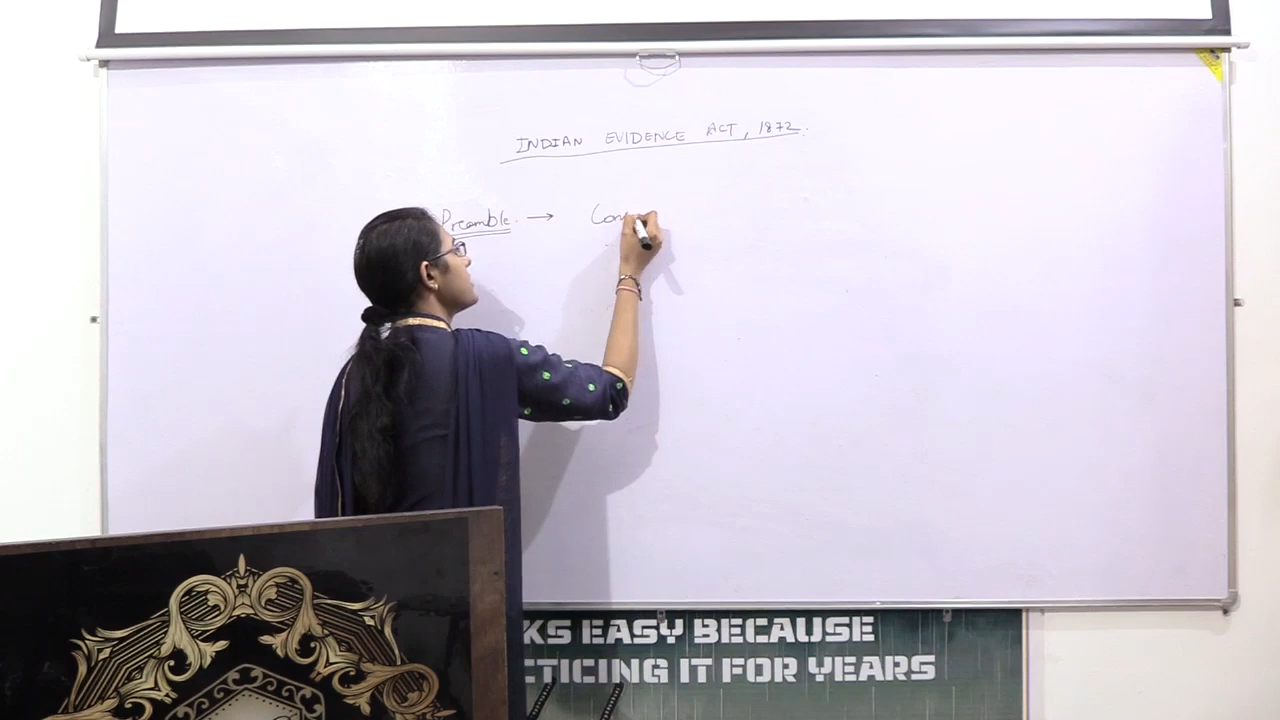 INDIAN EVIDENCE ACT, 1872.
Preamble. → Con
KS EASY BECAUSE
CTICING IT FOR YEARS